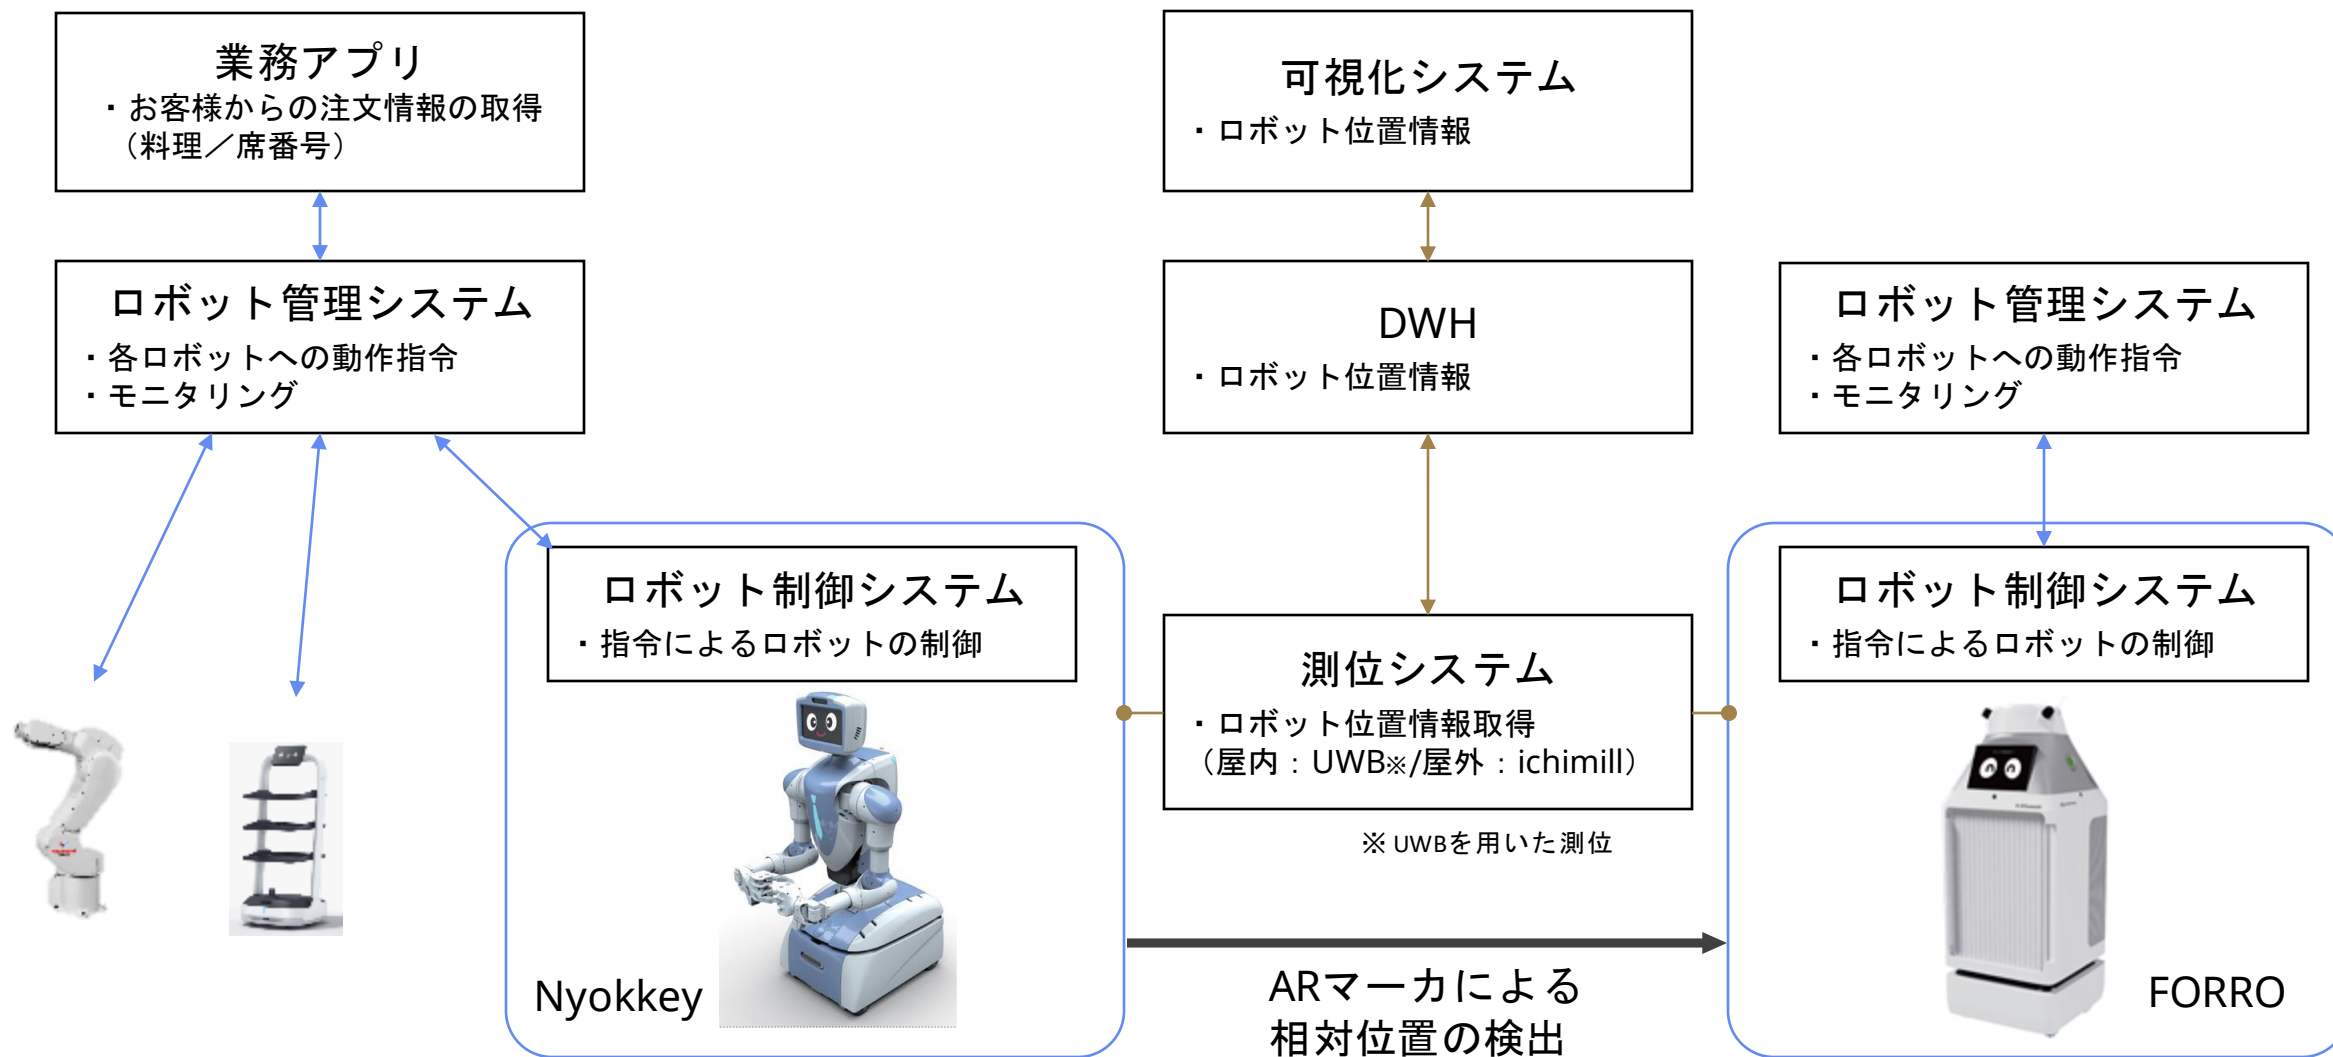 業務アプリ
・お客様からの注文情報の取得
（料理／席番号）
可視化システム
・ロボット位置情報
ロボット管理システム
・各ロボットへの動作指令
・モニタリング
DWH
・ロボット位置情報
ロボット管理システム
・各ロボットへの動作指令
・モニタリング
ロボット制御システム
・指令によるロボットの制御
測位システム
・ロボット位置情報取得
（屋内：UWB※/屋外：ichimill）
※ UWBを用いた測位
ロボット制御システム
・指令によるロボットの制御
Nyokkey
ARマーカによる
相対位置の検出
FORRO